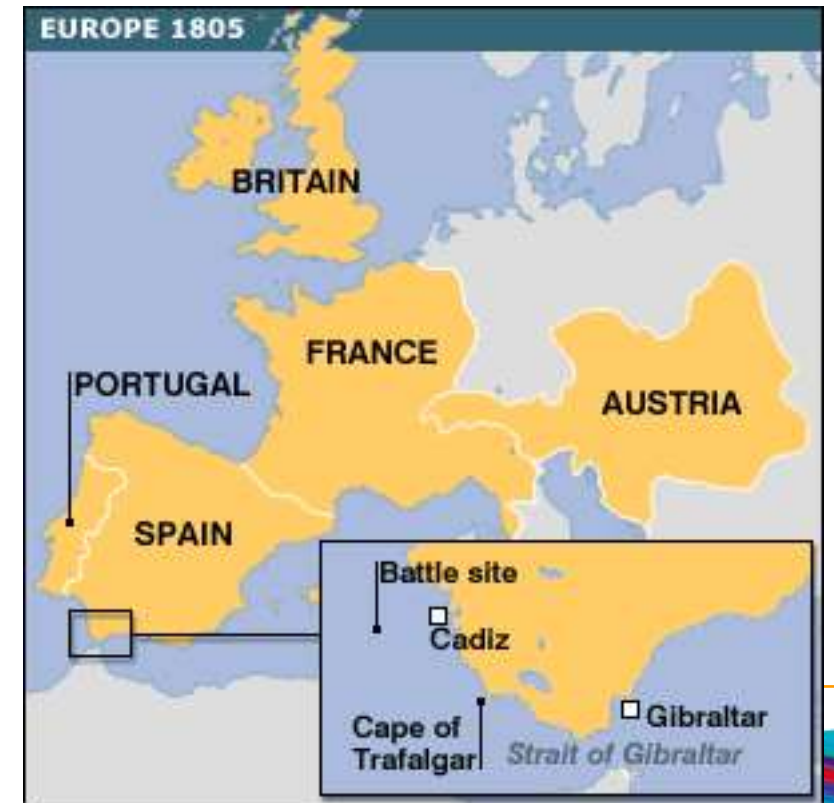 EUROPE 1805
BRITAIN
FRANCE
PORTUGAL
AUSTRIA
SPAIN
Battle site
Cadiz
Cape of
Trafalgar
Gibraltar
Strait of Gibraltar